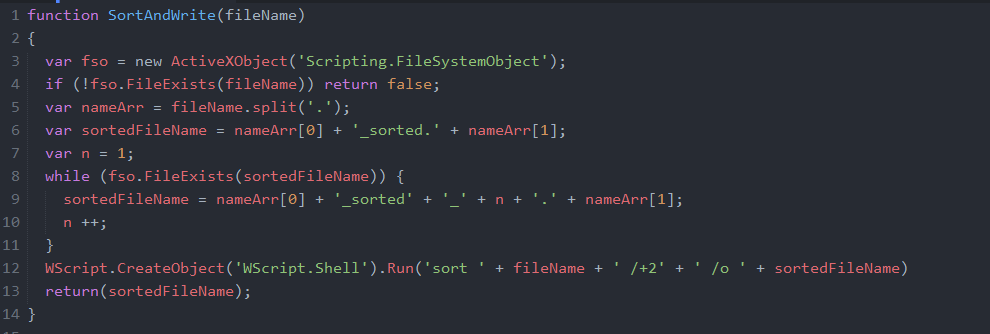 1 function SortAndWrite(fileName)
2 {
3 var fso = new ActiveXObject('Scripting.FileSystemObject');
4 if (!fso.FileExists(fileName)) return false;
5 var nameArr = fileName.split('.');
6 var sortedFileName = nameArr[0] + '_sorted.' + nameArr[1];
7 var n = 1;
8 while (fso.FileExists(sortedFileName)) {
9 sortedFileName = nameArr[0] + '_sorted' + '_' + n + '.' + nameArr[1];
10 n ++;
11 }
12 WScript.CreateObject('WScript.Shell').Run('sort ' + fileName + ' /+2' + ' /o ' + sortedFileName)
13 return(sortedFileName);
14 }